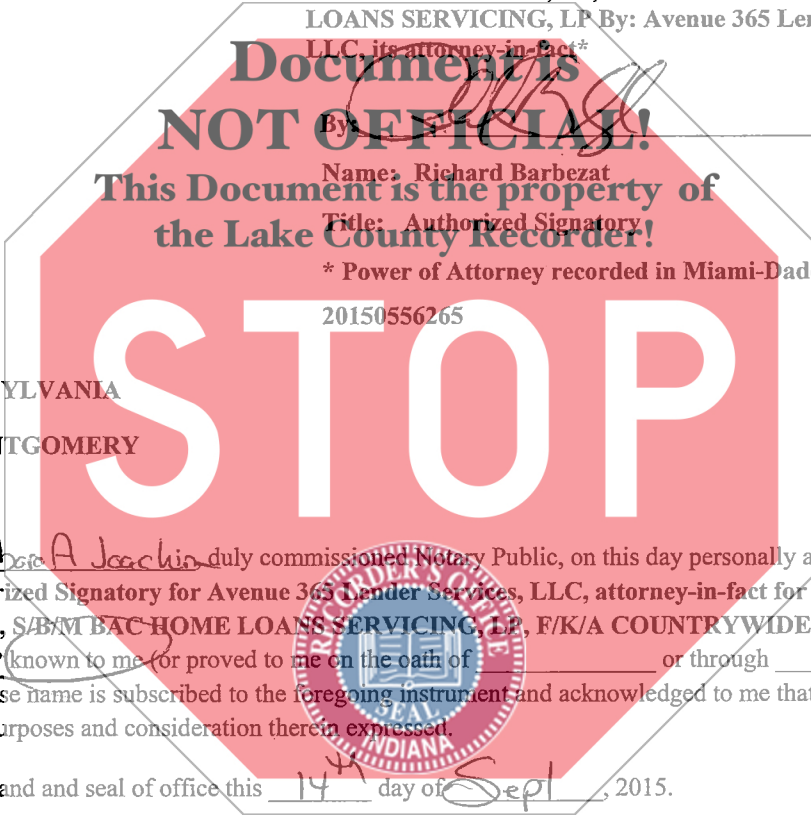 LOANS SERVICING, LP By: Avenue 365 Len
LLC, its attorney-in-fact*
Document is
NOT OFFICIAL!
By:
This Document is the property of
the Lake County Recorder!
Name: Richard Barbezat
Title: Authorized Signatory
* Power of Attorney recorded in Miami-Dad
20150556265
STOP
YLVANIA
TGOMERY
A Joachin duly commissioned Notary Public, on this day personally a
ized Signatory for Avenue 365 Lender Services, LLC, attorney-in-fact for
, S/B/M BAC HOME LOANS SERVICING, LP, F/K/A COUNTRYWIDE
known to me (or proved to me on the oath of ____ or through ____
se name is subscribed to the foregoing instrument and acknowledged to me that
urposes and consideration therein expressed.
and and seal of office this 14th day of Sept, 2015.
RECORDER'S OFFICE
SEAL
INDIANA